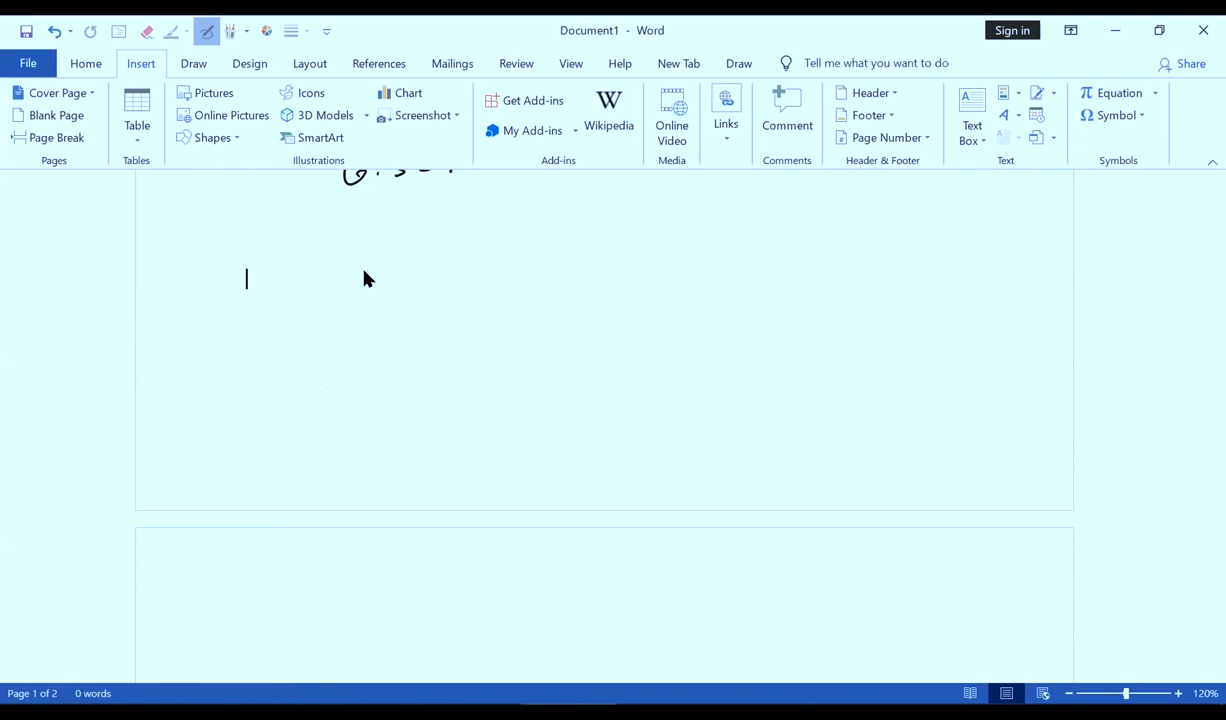 Document1 - Word
Sign in
File Home Insert Draw Design Layout References Mailings Review View Help New Tab Draw Tell me what you want to do Share
Cover Page
Blank Page
Page Break
Pages
Table
Tables
Pictures
Online Pictures
Shapes
Icons
3D Models
SmartArt
Chart
Screenshot
Illustrations
Get Add-ins
My Add-ins
Wikipedia
Add-ins
Online
Video
Media
Links
Comment
Comments
Header
Footer
Page Number
Header & Footer
Text
Box
Text
Equation
Symbol
Symbols
Page 1 of 2 0 words 120%